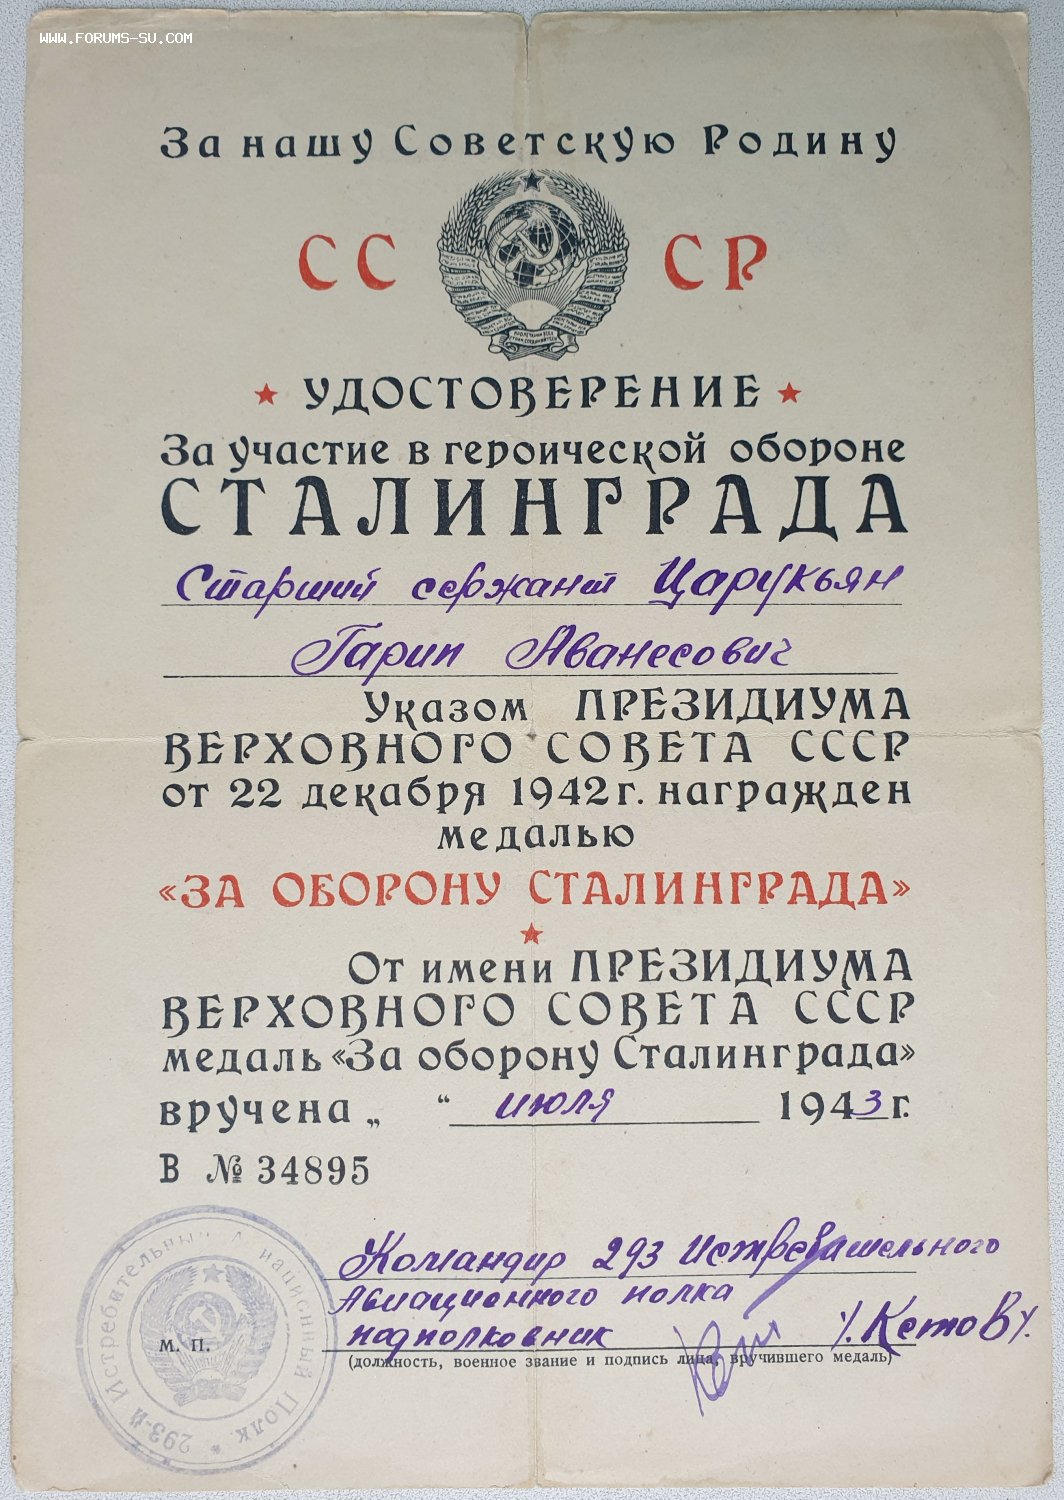 WWW.FORUMS-SU.COM
За нашу Советскую Родину
СС СР
УДОСТОВЕРЕНИЕ
За участие в героической обороне
СТАЛИНГРАДА
Старший сержант Царукьян
Гарип Аванесович
Указом ПРЕЗИДИУМА
ВЕРХОВНОГО СОВЕТА СССР
от 22 декабря 1942 г. награжден
медалью
«ЗА ОБОРОНУ СТАЛИНГРАДА»
От имени ПРЕЗИДИУМА
ВЕРХОВНОГО СОВЕТА СССР
медаль «За оборону Сталинграда»
вручена „ “ июля 1943 г.
В № 34895
Командир 293 Истребительного
Авиационного полка
подполковник /. Кетов /.
(должность, военное звание и подпись лица, вручившего медаль)
м. п.
293-й Истребительный Авиационный Полк